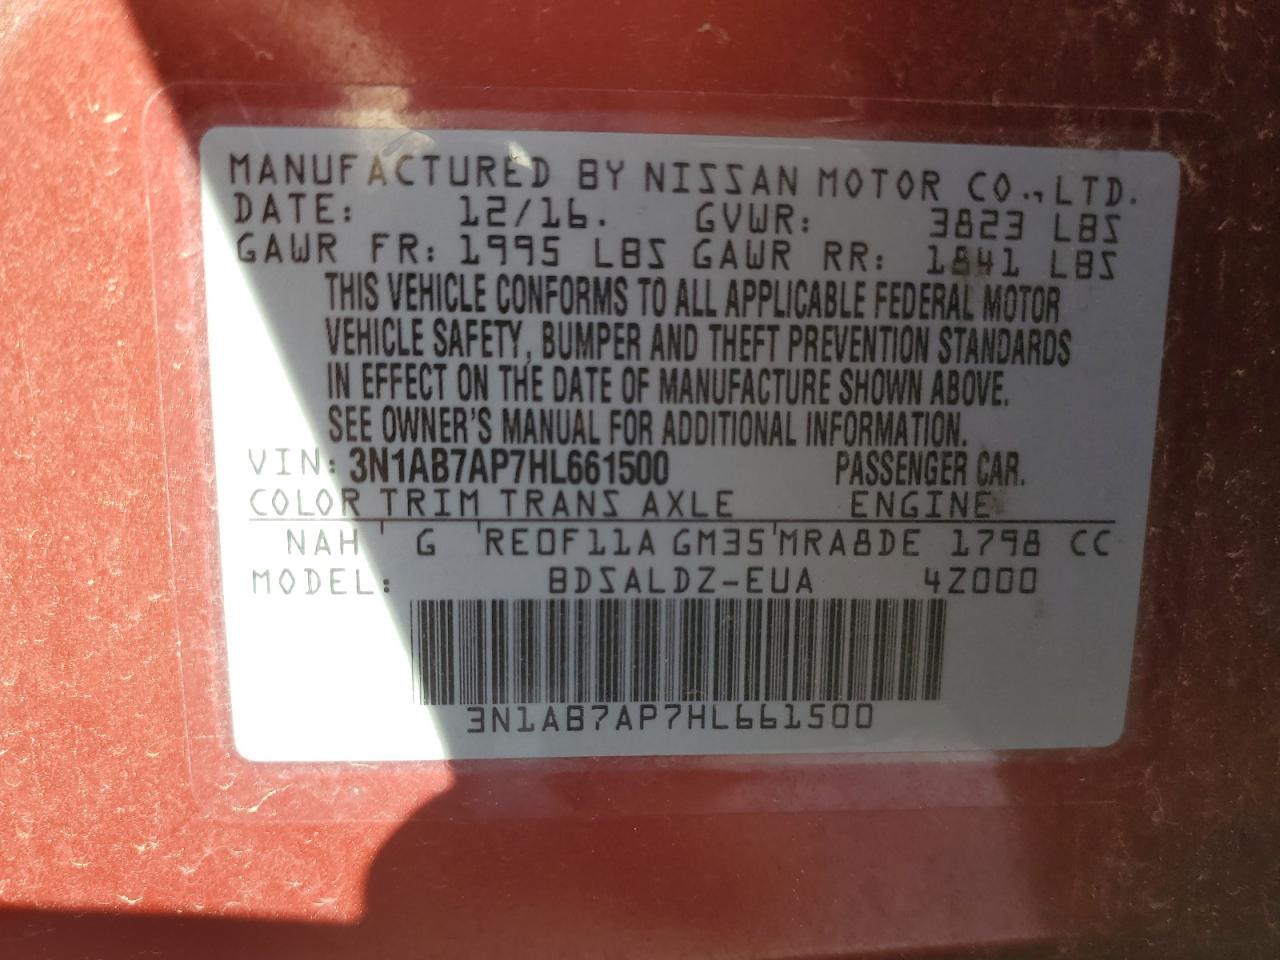 MANUFACTURED BY NISSAN MOTOR CO., LTD.
DATE: 12/16. GVWR: 3823 LBS
GAWR FR: 1995 LBS GAWR RR: 1841 LBS
THIS VEHICLE CONFORMS TO ALL APPLICABLE FEDERAL MOTOR
VEHICLE SAFETY, BUMPER AND THEFT PREVENTION STANDARDS
IN EFFECT ON THE DATE OF MANUFACTURE SHOWN ABOVE.
SEE OWNER'S MANUAL FOR ADDITIONAL INFORMATION.
VIN: 3N1AB7AP7HL661500 PASSENGER CAR.
COLOR TRIM TRANS AXLE ENGINE
NAH G RE0F11A GM35 MRA8DE 1798 CC
MODEL: BDSALDZ-EUA 4Z000
3N1AB7AP7HL661500